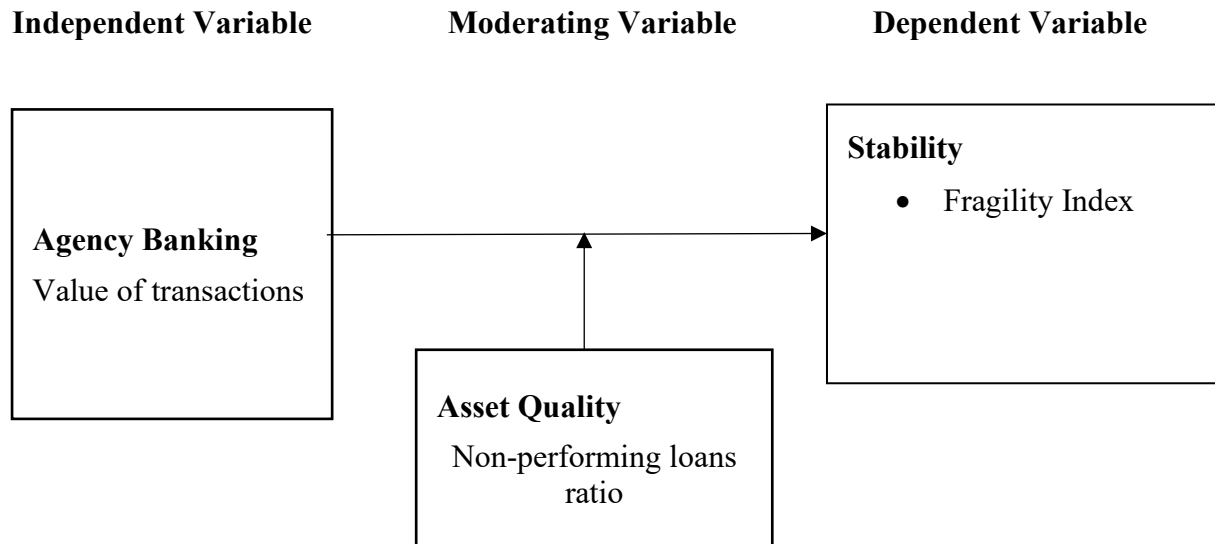 Independent Variable
Moderating Variable
Dependent Variable
Agency Banking
Value of transactions
Asset Quality
Non-performing loans
ratio
Stability
• Fragility Index